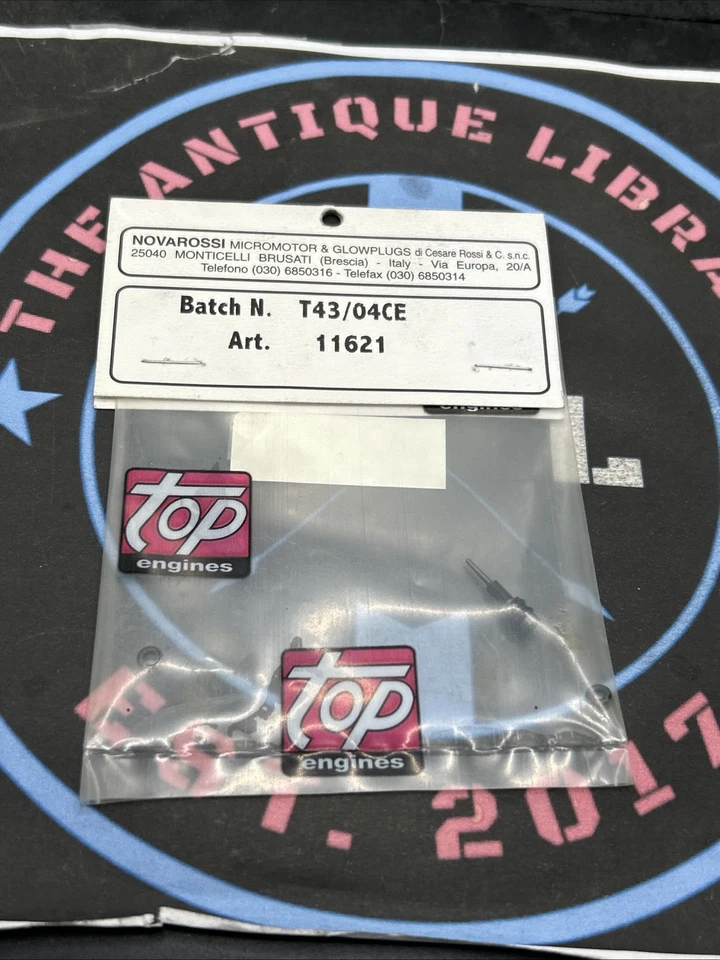 THE ANTIQUE LIBRA
NOVAROSSI MICROMOTOR & GLOWPLUGS di Cesare Rossi & C. s.n.c.
25040 MONTICELLI BRUSATI (Brescia) - Italy - Via Europa, 20/A
Telefono (030) 6850316 - Telefax (030) 6850314
Batch N. T43/04CE
Art. 11621
engines
L
top
engines
top
engines
EST. 2017